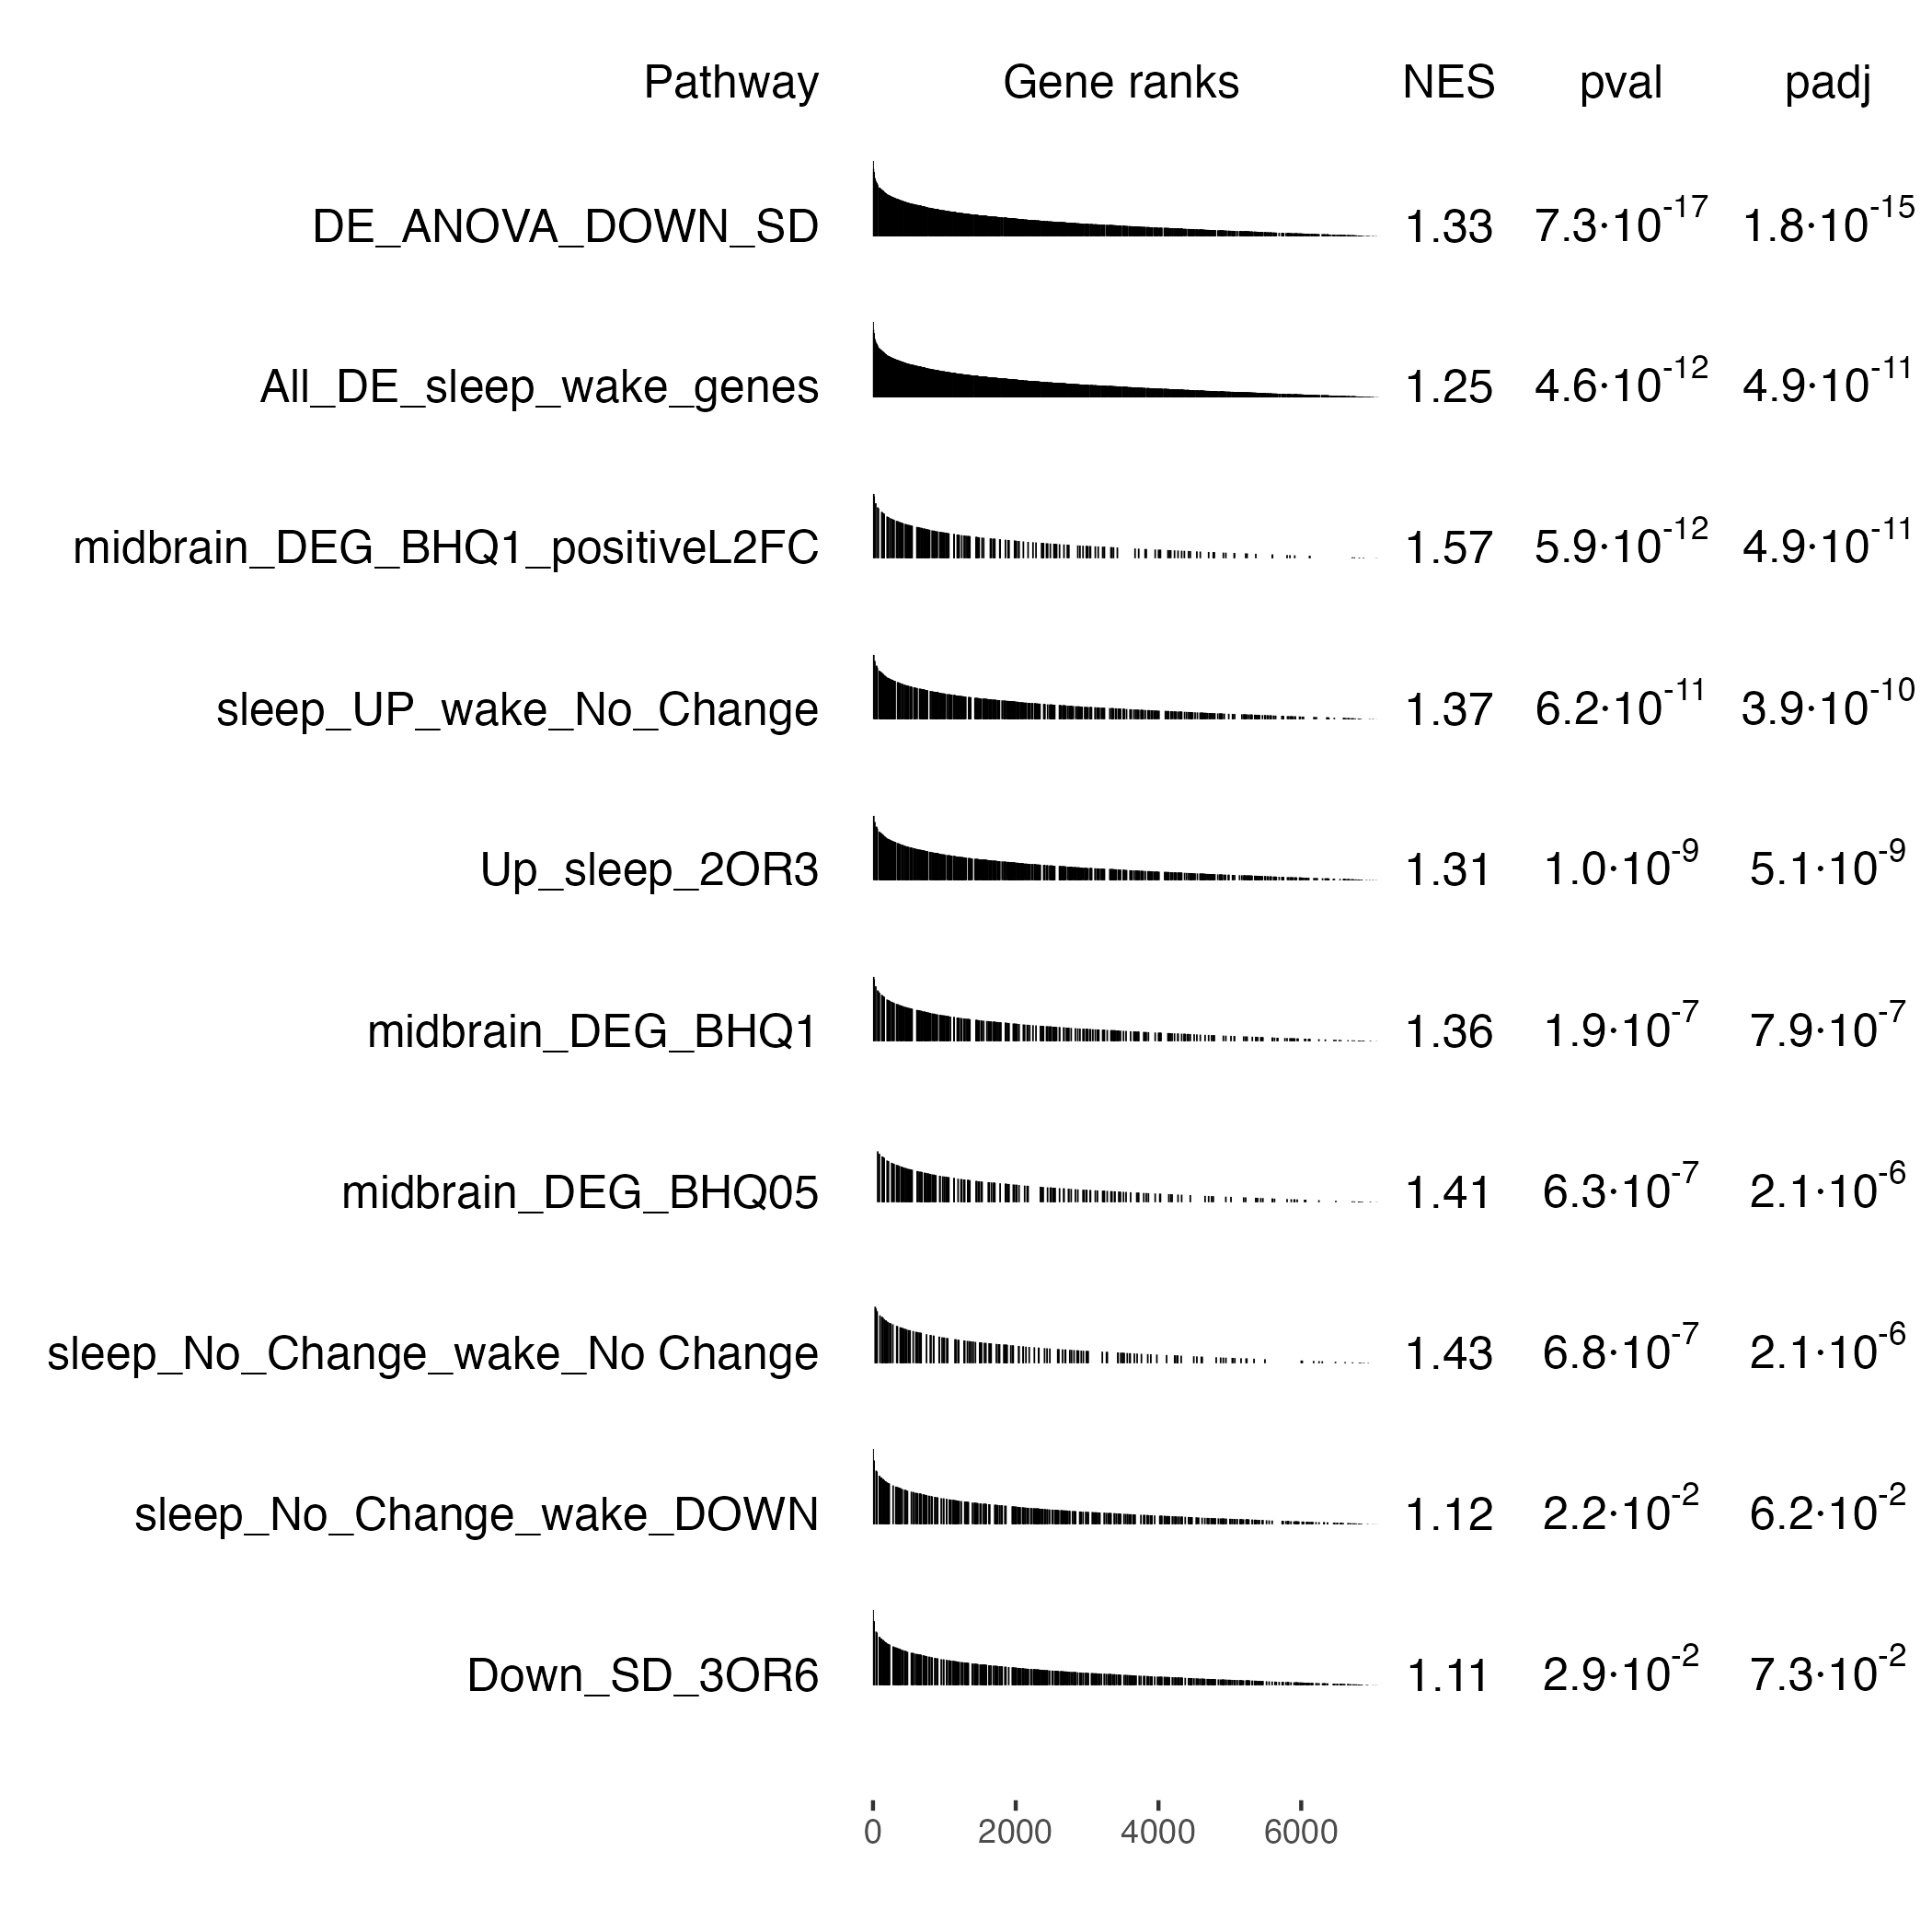 Pathway Gene ranks NES pval padj
DE_ANOVA_DOWN_SD 1.33 7.3·10^-17 1.8·10^-15
All_DE_sleep_wake_genes 1.25 4.6·10^-12 4.9·10^-11
midbrain_DEG_BHQ1_positiveL2FC 1.57 5.9·10^-12 4.9·10^-11
sleep_UP_wake_No_Change 1.37 6.2·10^-11 3.9·10^-10
Up_sleep_2OR3 1.31 1.0·10^-9 5.1·10^-9
midbrain_DEG_BHQ1 1.36 1.9·10^-7 7.9·10^-7
midbrain_DEG_BHQ05 1.41 6.3·10^-7 2.1·10^-6
sleep_No_Change_wake_No Change 1.43 6.8·10^-7 2.1·10^-6
sleep_No_Change_wake_DOWN 1.12 2.2·10^-2 6.2·10^-2
Down_SD_3OR6 1.11 2.9·10^-2 7.3·10^-2
0 2000 4000 6000